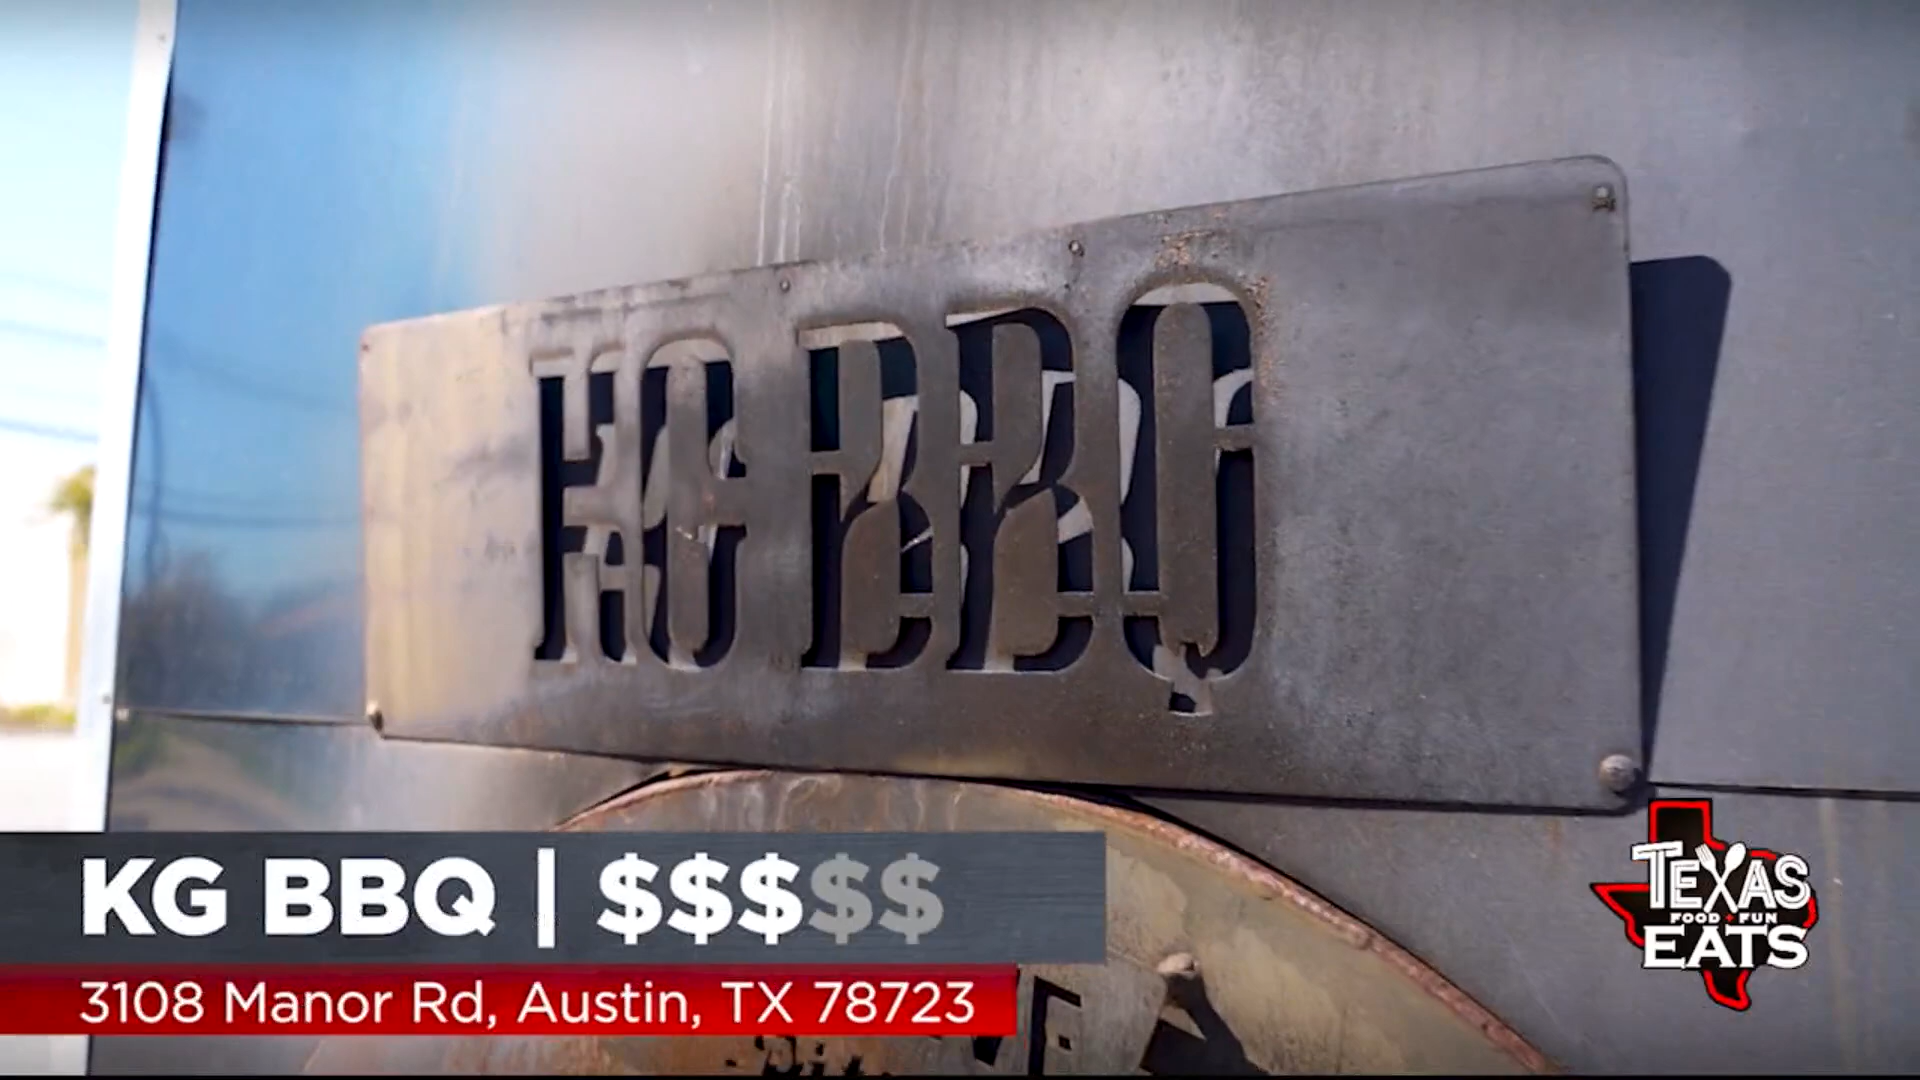 KG BBQ
KG BBQ | $$$$$
3108 Manor Rd, Austin, TX 78723
TEXAS
FOOD + FUN
EATS